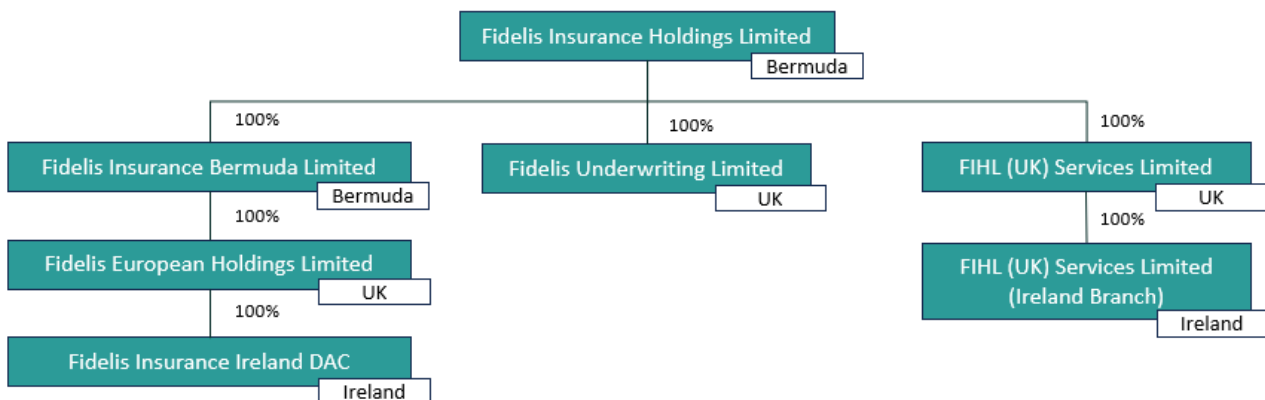 Fidelis Insurance Holdings Limited
Bermuda
100%
100%
100%
Fidelis Insurance Bermuda Limited
Bermuda
Fidelis Underwriting Limited
UK
FIHL (UK) Services Limited
UK
100%
100%
Fidelis European Holdings Limited
UK
FIHL (UK) Services Limited
(Ireland Branch)
Ireland
100%
Fidelis Insurance Ireland DAC
Ireland